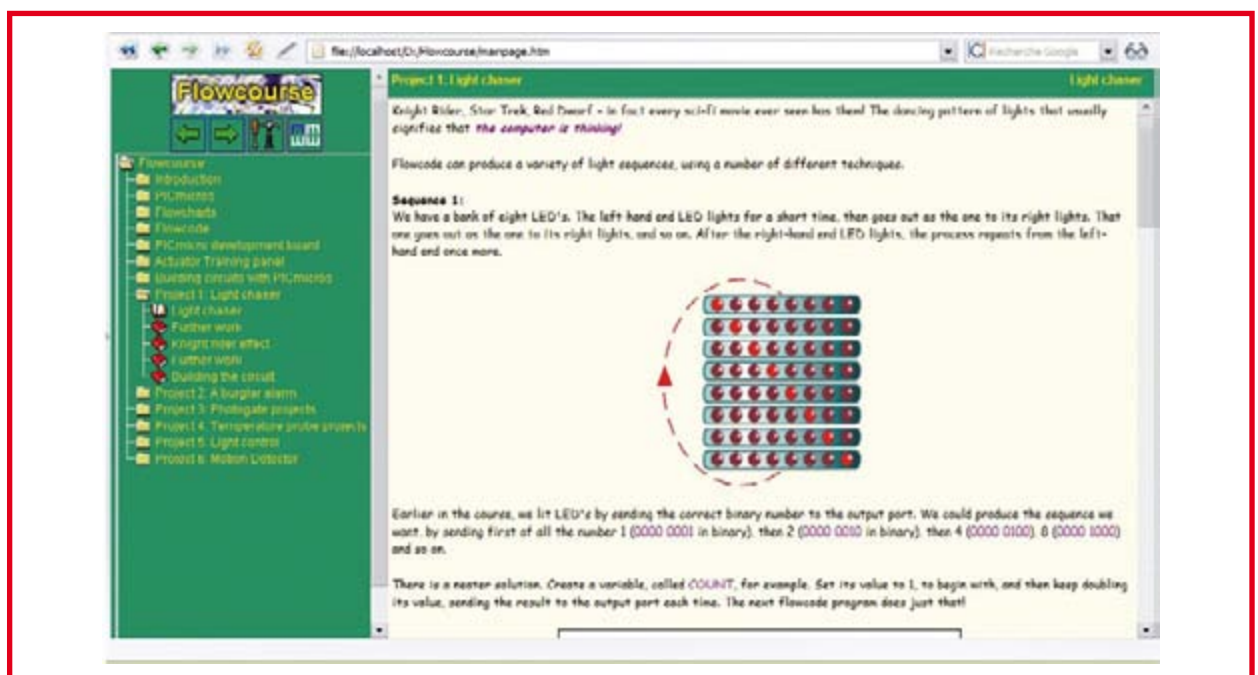 file://localhost/D:/Flowcourse/mainpage.htm
Recherche Google
Flowcourse
Project 1: Light chaser
Light chaser
Flowcourse
Introduction
PICmicros
Flowcharts
Flowcode
PICmicro development board
Actuator Training panel
Building circuits with PICmicros
Project 1: Light chaser
Light chaser
Further work
Knight rider effect
Further work
Building the circuit
Project 2: A burglar alarm
Project 3: Photogate projects
Project 4: Temperature probe projects
Project 5: Light control
Project 6: Motion Detector
Knight Rider, Star Trek, Red Dwarf - in fact every sci-fi movie ever seen has them! The dancing pattern of lights that usually
signifies that the computer is thinking!
Flowcode can produce a variety of light sequences, using a number of different techniques.
Sequence 1:
We have a bank of eight LED's. The left hand end LED lights for a short time, then goes out as the one to its right lights. That
one goes out as the one to its right lights, and so on. After the right-hand end LED lights, the process repeats from the left-
hand end once more.
Earlier in the course, we lit LED's by sending the correct binary number to the output port. We could produce the sequence we
want, by sending first of all the number 1 (0000 0001 in binary), then 2 (0000 0010 in binary), then 4 (0000 0100), 8 (0000 1000)
and so on.
There is a neater solution. Create a variable, called COUNT, for example. Set its value to 1, to begin with, and then keep doubling
its value, sending the result to the output port each time. The next Flowcode program does just that!